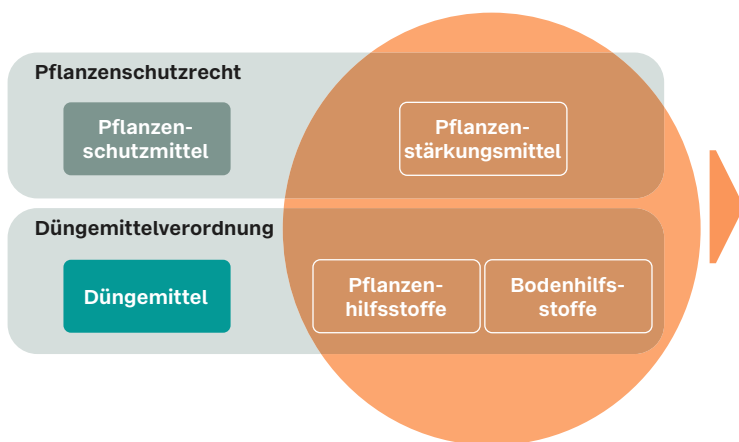 Pflanzenschutzrecht
Pflanzen-
schutzmittel
Pflanzen-
stärkungsmittel
Düngemittelverordnung
Düngemittel
Pflanzen-
hilfsstoffe
Bodenhilfs-
stoffe